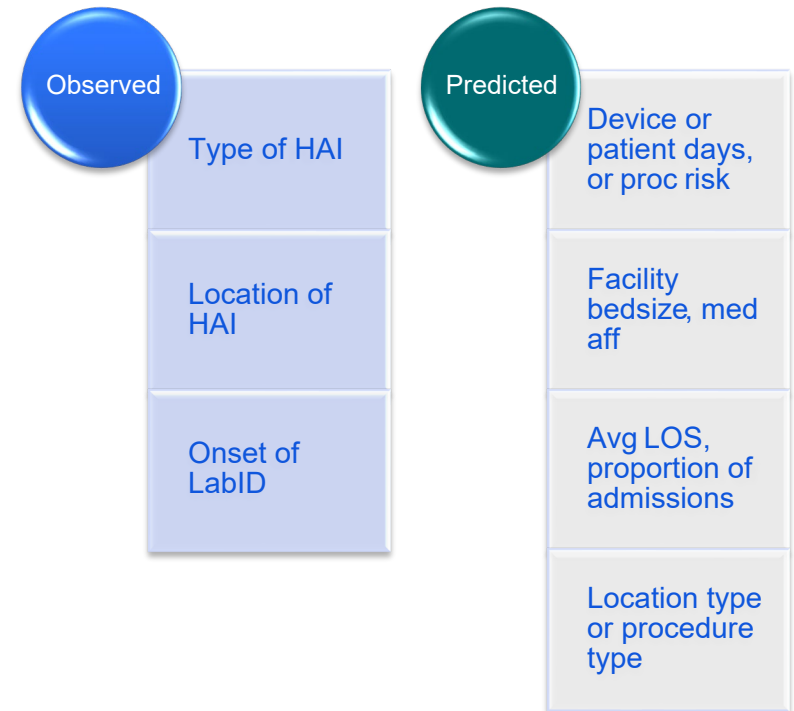 Observed
Type of HAI
Location of
HAI
Onset of
LabID
Predicted
Device or
patient days,
or proc risk
Facility
bedsize, med
aff
Avg LOS,
proportion of
admissions
Location type
or procedure
type